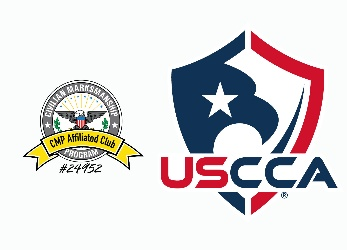 CIVILIAN MARKSMANSHIP
CMP Affiliated Club
PROGRAM
#24952
USCCA
®